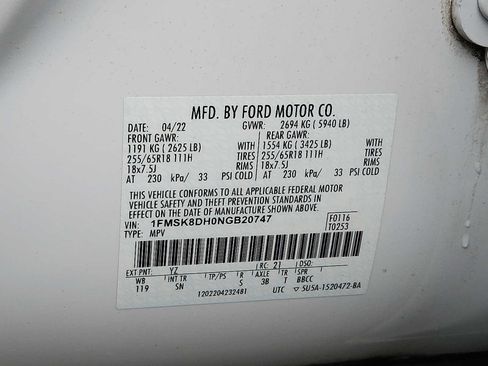 MFD. BY FORD MOTOR CO.
DATE: 04/22 GVWR: 2694 KG ( 5940 LB)
FRONT GAWR: REAR GAWR:
1191 KG ( 2625 LB) WITH 1554 KG ( 3425 LB) WITH
255/65R18 111H TIRES 255/65R18 111H TIRES
18x7.5J RIMS 18x7.5J RIMS
AT 230 kPa/ 33 PSI COLD AT 230 kPa/ 33 PSI COLD
THIS VEHICLE CONFORMS TO ALL APPLICABLE FEDERAL MOTOR
VEHICLE SAFETY AND THEFT PREVENTION STANDARDS IN
EFFECT ON THE DATE OF MANUFACTURE SHOWN ABOVE.
VIN: 1FMSK8DH0NGB20747 F0116
TYPE: MPV T0253
EXT PNT: YZ RC: 21
WB INT TR TP/PS R AXLE TR SPR
119 SN 5 3B T BBCC
1202204232481 UTC 5U5A-1520472-BA